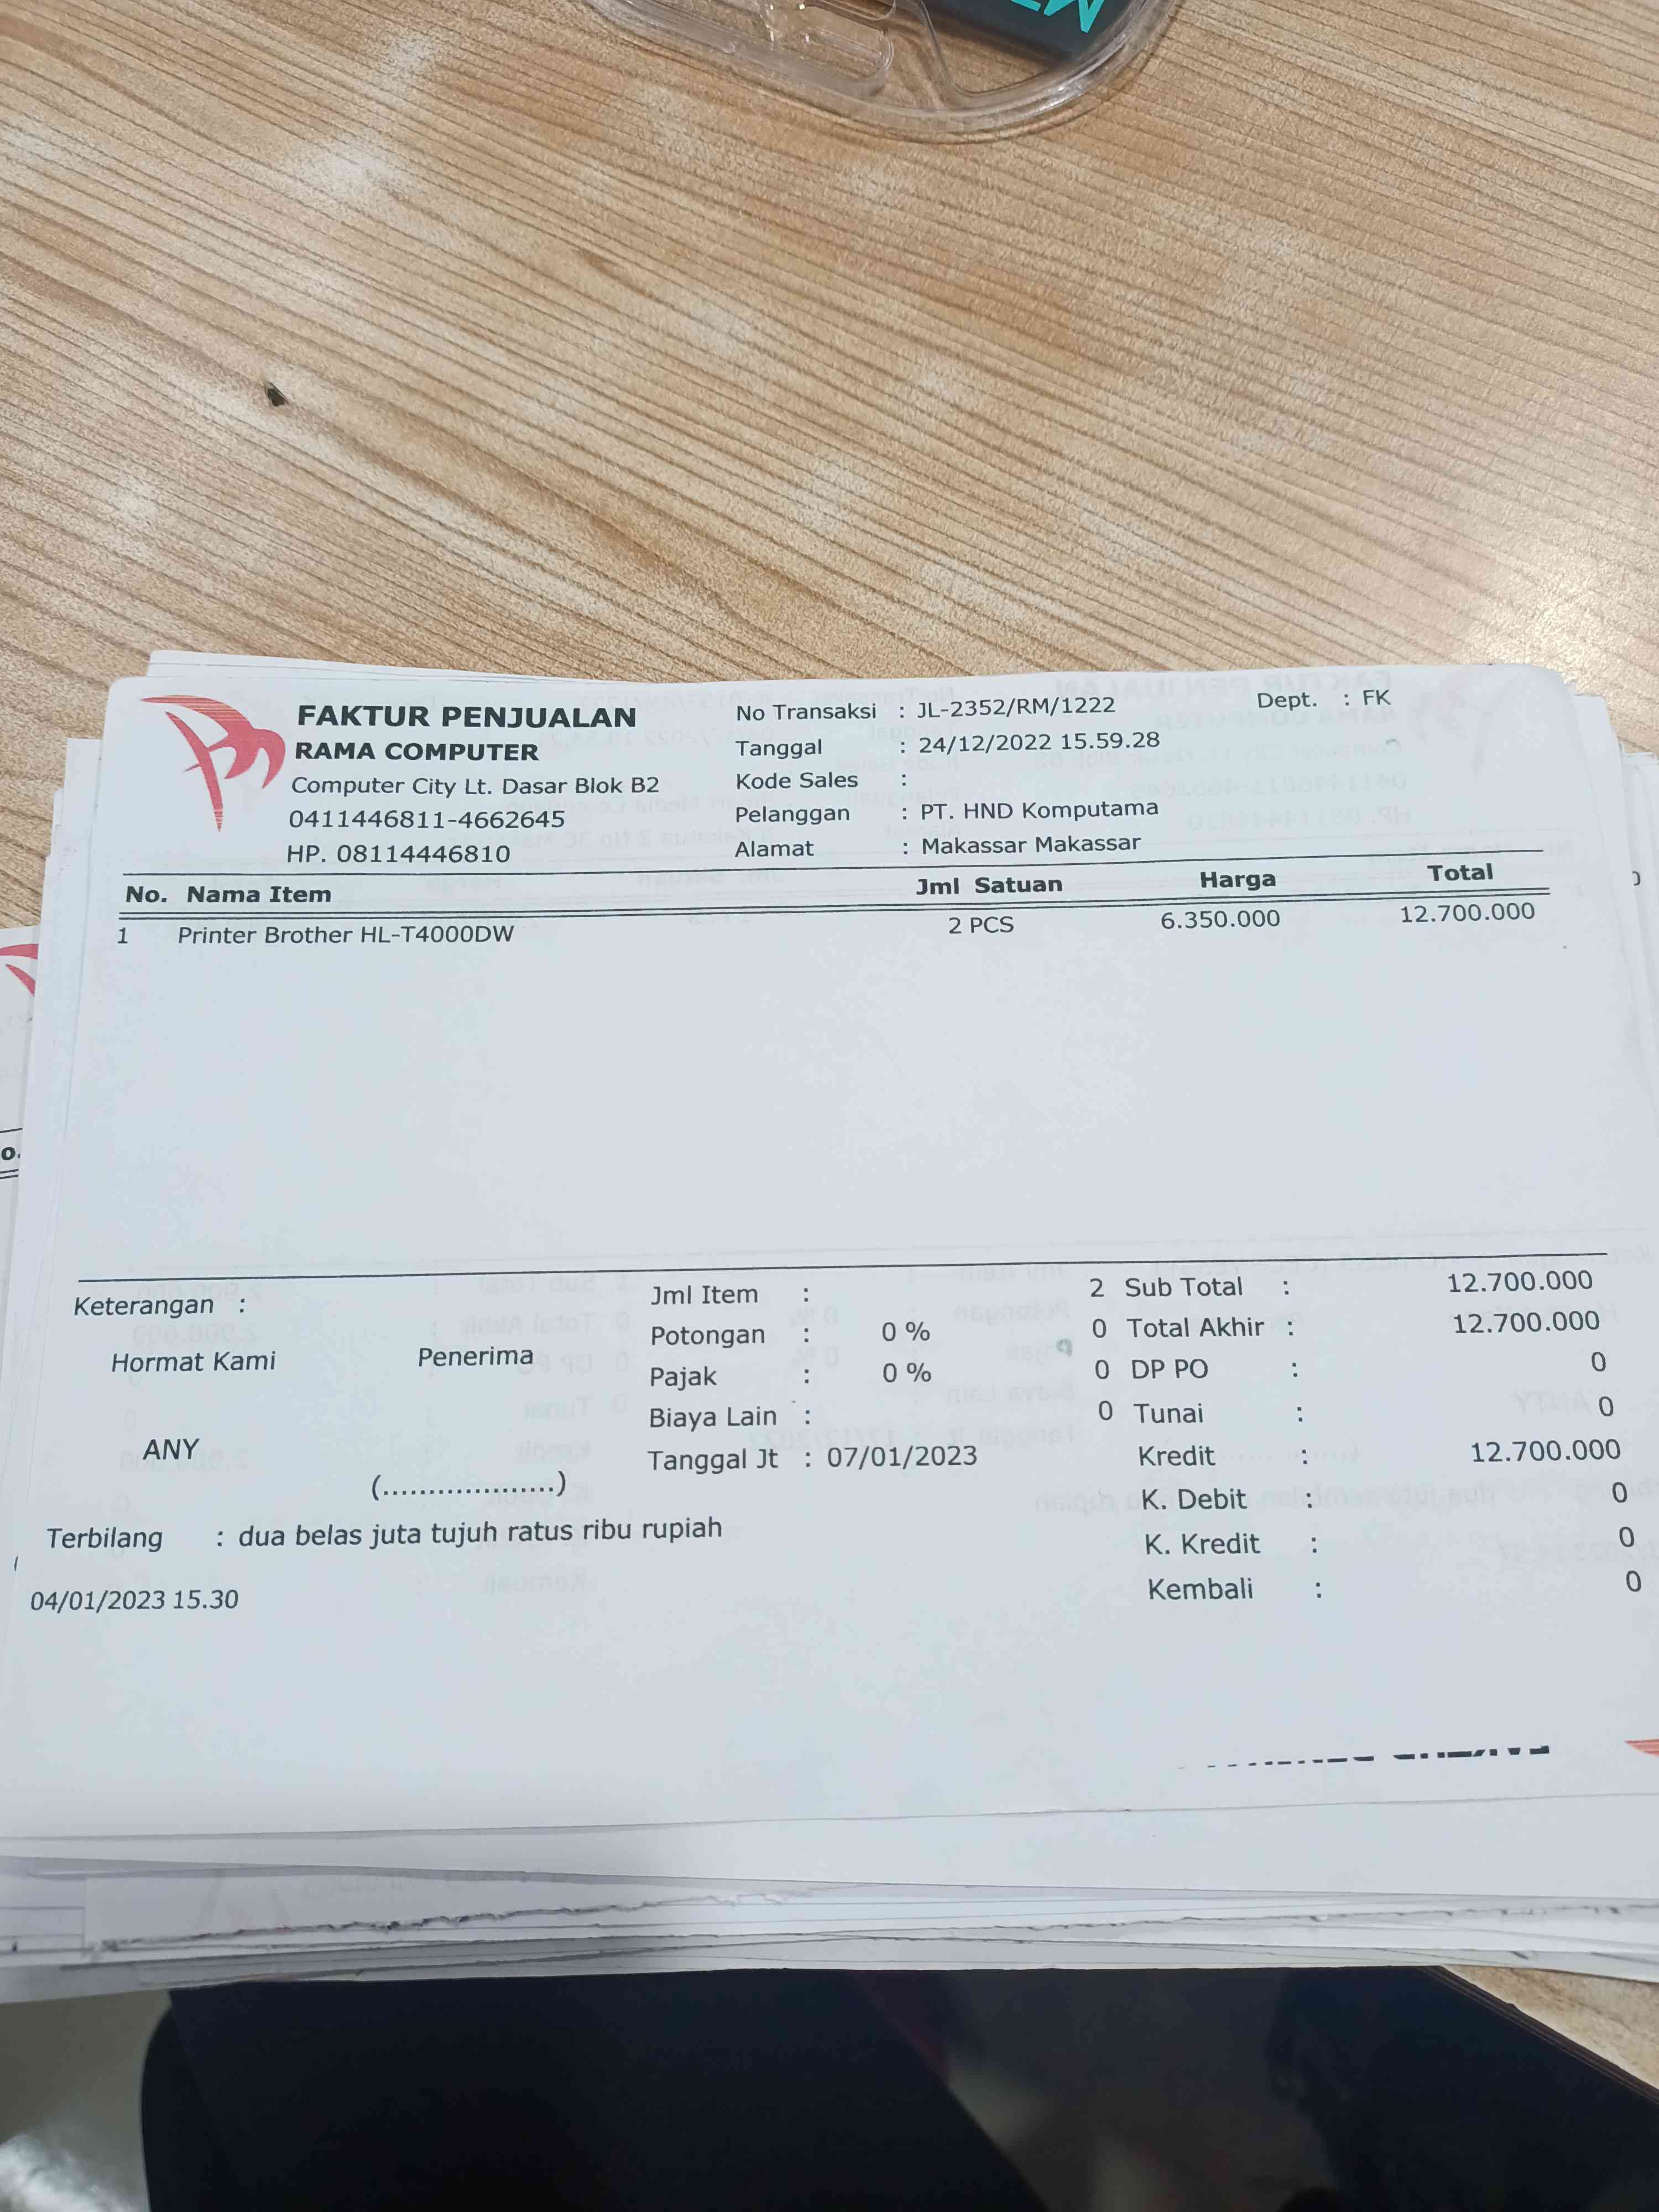 FAKTUR PENJUALAN
RAMA COMPUTER
Computer City Lt. Dasar Blok B2
0411446811-4662645
HP. 08114446810
No Transaksi : JL-2352/RM/1222
Tanggal : 24/12/2022 15.59.28
Kode Sales :
Pelanggan : PT. HND Komputama
Alamat : Makassar Makassar
Dept. : FK
No. Nama Item Jml Satuan Harga Total
1 Printer Brother HL-T4000DW 2 PCS 6.350.000 12.700.000
Keterangan :
Hormat Kami Penerima
ANY
(...................)
Jml Item : 2
Potongan : 0 % 0
Pajak : 0 % 0
Biaya Lain : 0
Tanggal Jt : 07/01/2023
Sub Total : 12.700.000
Total Akhir : 12.700.000
DP PO : 0
Tunai : 0
Kredit : 12.700.000
K. Debit : 0
K. Kredit : 0
Kembali : 0
Terbilang : dua belas juta tujuh ratus ribu rupiah
04/01/2023 15.30